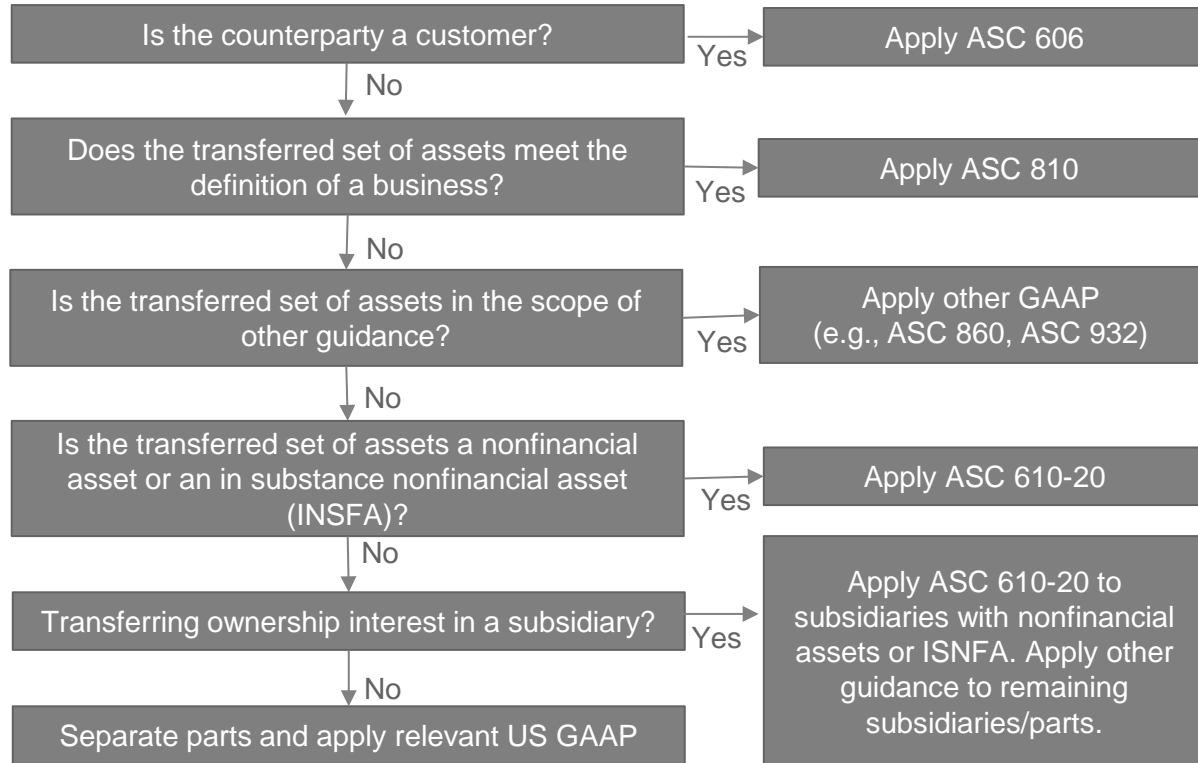 Is the counterparty a customer?
Yes
Apply ASC 606
No
Does the transferred set of assets meet the
definition of a business?
Yes
Apply ASC 810
No
Is the transferred set of assets in the scope of
other guidance?
Yes
Apply other GAAP
(e.g., ASC 860, ASC 932)
No
Is the transferred set of assets a nonfinancial
asset or an in substance nonfinancial asset
(INSFA)?
Yes
Apply ASC 610-20
No
Transferring ownership interest in a subsidiary?
Yes
Apply ASC 610-20 to
subsidiaries with nonfinancial
assets or ISNFA. Apply other
guidance to remaining
subsidiaries/parts.
No
Separate parts and apply relevant US GAAP